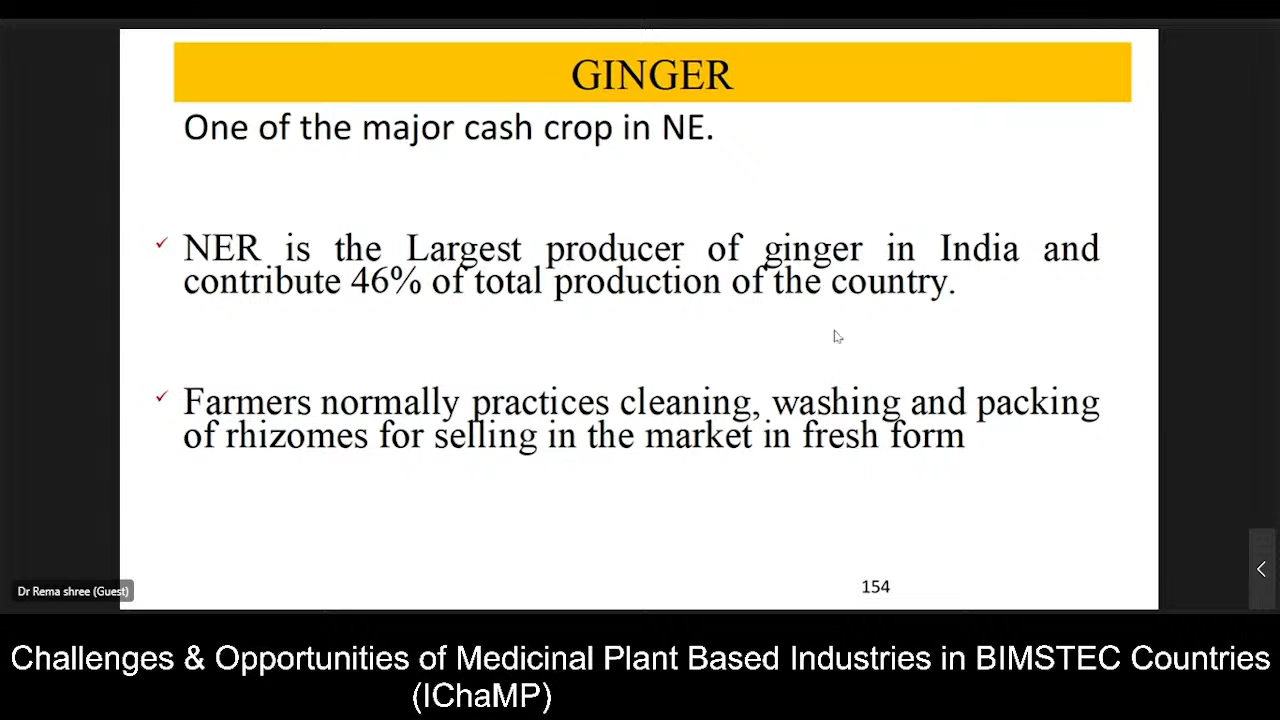 GINGER
One of the major cash crop in NE.
✓ NER is the Largest producer of ginger in India and
contribute 46% of total production of the country.
✓ Farmers normally practices cleaning, washing and packing
of rhizomes for selling in the market in fresh form
Dr Rema shree (Guest)
154
Challenges & Opportunities of Medicinal Plant Based Industries in BIMSTEC Countries
(IChaMP)